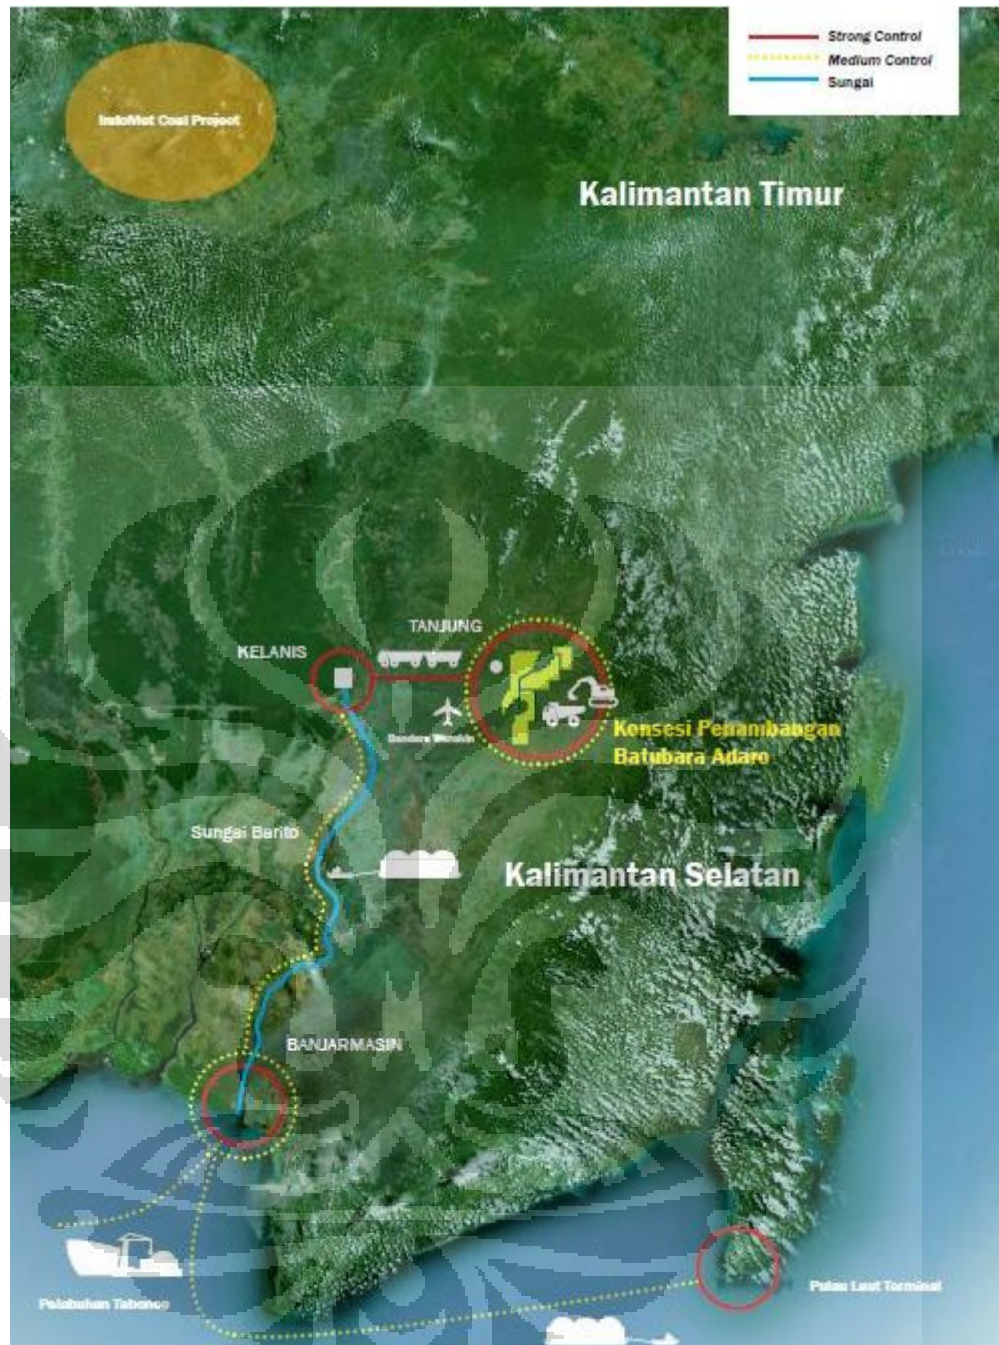 Strong Control
Medium Control
Sungai
IndoMet Coal Project
Kalimantan Timur
TANJUNG
KELANIS
Konsesi Penambangan
Batubara Adaro
Sungai Barito
Kalimantan Selatan
BANJARMASIN
Pulau Laut Terminal
Pelabuhan Taboneo